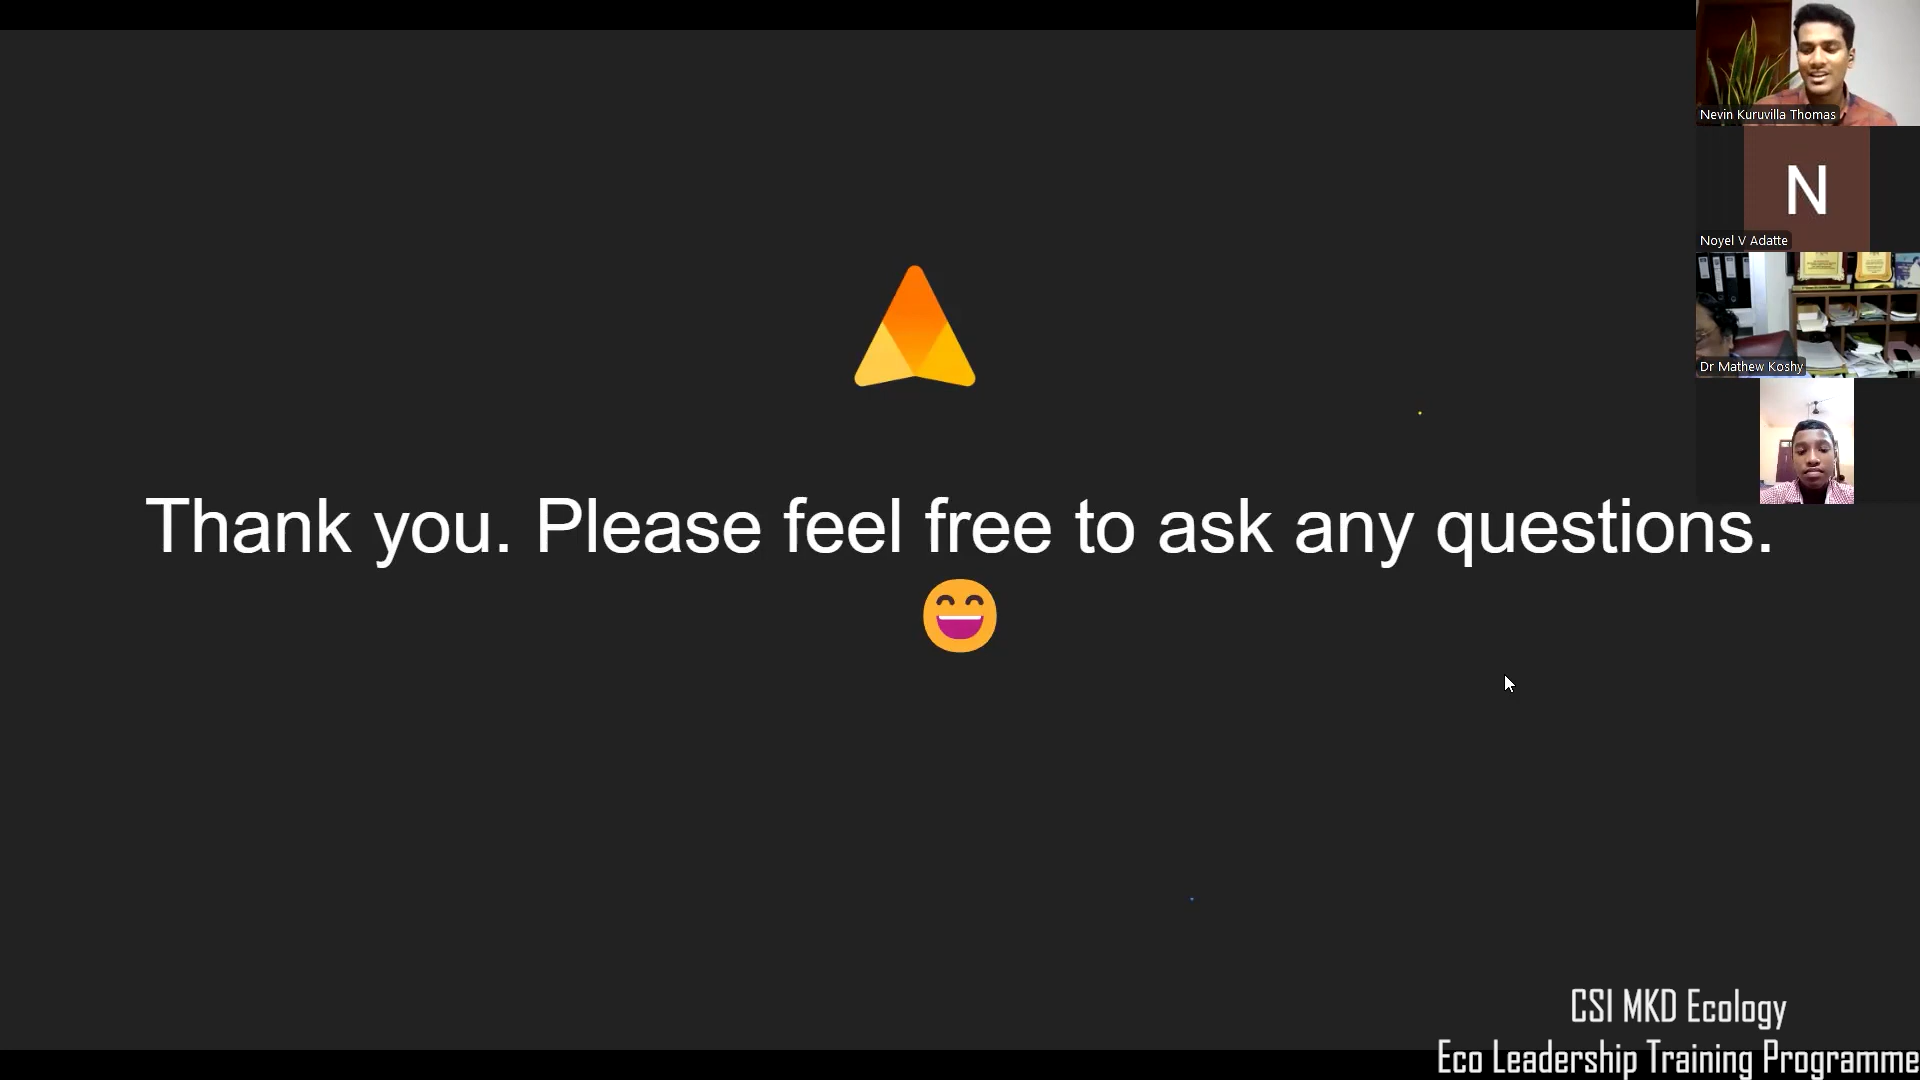 Nevin Kuruvilla Thomas
N
Noyel V Adatte
Dr Mathew Koshy
Thank you. Please feel free to ask any questions.
CSI MKD Ecology
Eco Leadership Training Programme